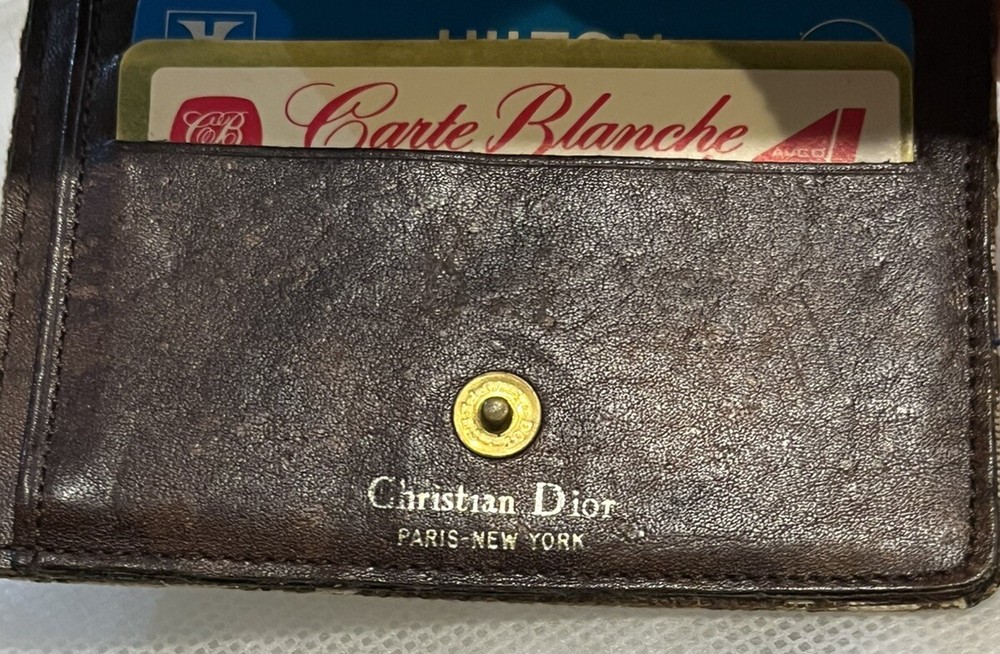 HILTON
CB Carte Blanche
AVCO
Christian Dior
PARIS-NEW YORK